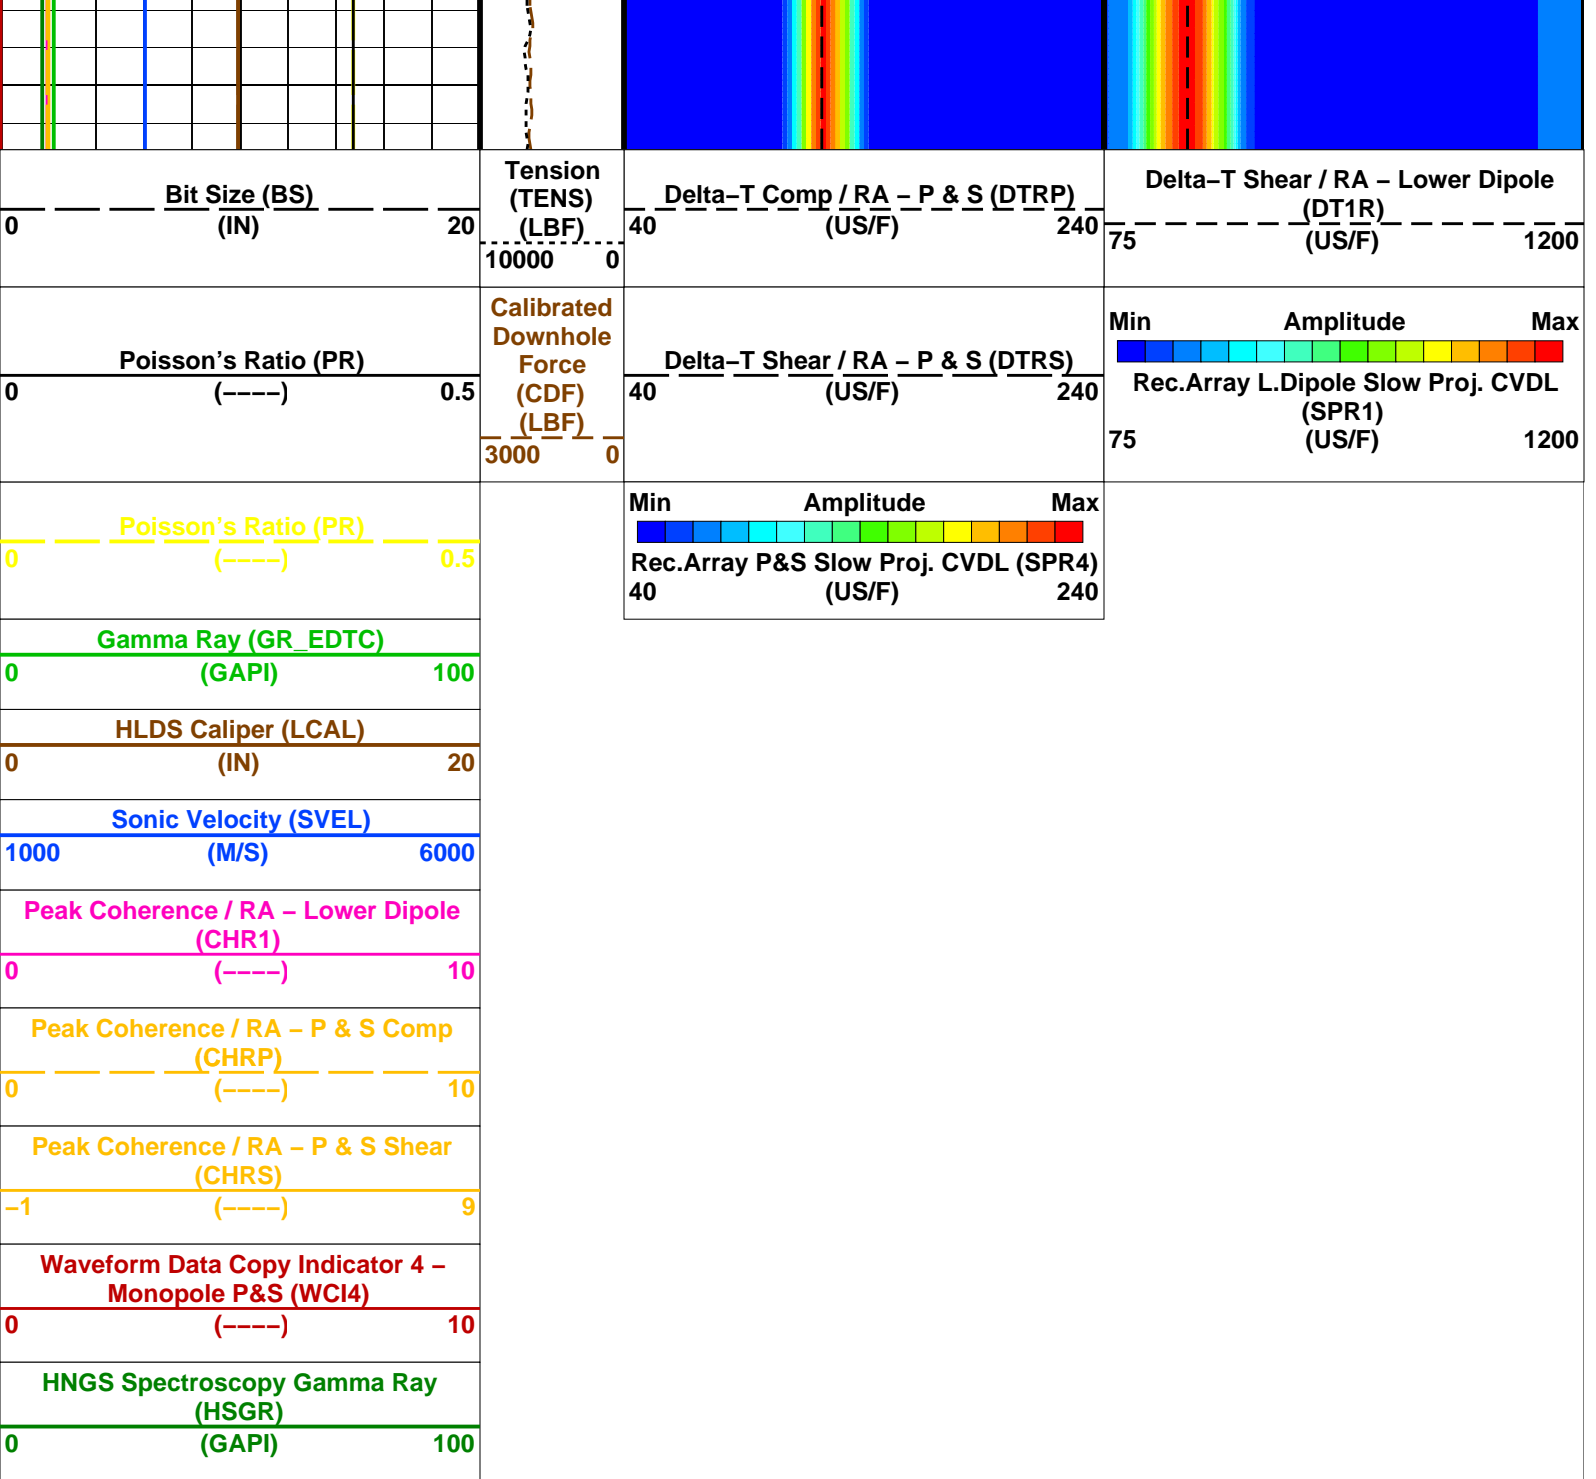 Bit Size (BS)
0 (IN) 20
Tension
(TENS)
(LBF)
10000 0
Delta–T Comp / RA – P & S (DTRP)
40 (US/F) 240
Delta–T Shear / RA – Lower Dipole
(DT1R)
75 (US/F) 1200
Poisson's Ratio (PR)
0 (----) 0.5
Calibrated
Downhole
Force
(CDF)
(LBF)
3000 0
Delta–T Shear / RA – P & S (DTRS)
40 (US/F) 240
Min Amplitude Max
Rec.Array L.Dipole Slow Proj. CVDL
(SPR1)
75 (US/F) 1200
Poisson's Ratio (PR)
0 (----) 0.5
Min Amplitude Max
Rec.Array P&S Slow Proj. CVDL (SPR4)
40 (US/F) 240
Gamma Ray (GR_EDTC)
0 (GAPI) 100
HLDS Caliper (LCAL)
0 (IN) 20
Sonic Velocity (SVEL)
1000 (M/S) 6000
Peak Coherence / RA – Lower Dipole
(CHR1)
0 (----) 10
Peak Coherence / RA – P & S Comp
(CHRP)
0 (----) 10
Peak Coherence / RA – P & S Shear
(CHRS)
–1 (----) 9
Waveform Data Copy Indicator 4 –
Monopole P&S (WCI4)
0 (----) 10
HNGS Spectroscopy Gamma Ray
(HSGR)
0 (GAPI) 100